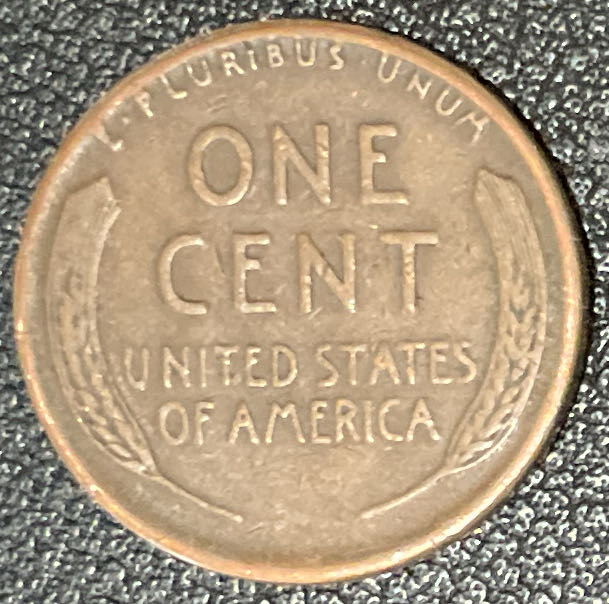 E·PLURIBUS·UNUM
ONE
CENT
UNITED STATES
OF AMERICA